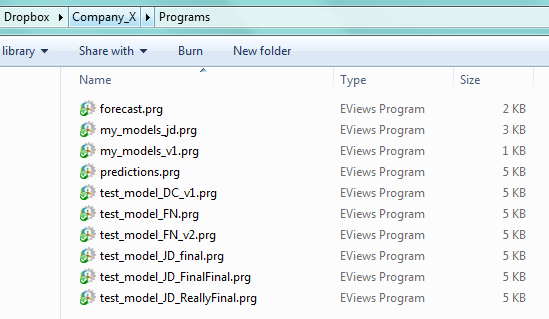 Dropbox Company_X Programs
library Share with Burn New folder
Name Type Size
forecast.prg EViews Program 2 KB
my_models_jd.prg EViews Program 3 KB
my_models_v1.prg EViews Program 1 KB
predictions.prg EViews Program 5 KB
test_model_DC_v1.prg EViews Program 5 KB
test_model_FN.prg EViews Program 5 KB
test_model_FN_v2.prg EViews Program 5 KB
test_model_JD_final.prg EViews Program 5 KB
test_model_JD_FinalFinal.prg EViews Program 5 KB
test_model_JD_ReallyFinal.prg EViews Program 5 KB